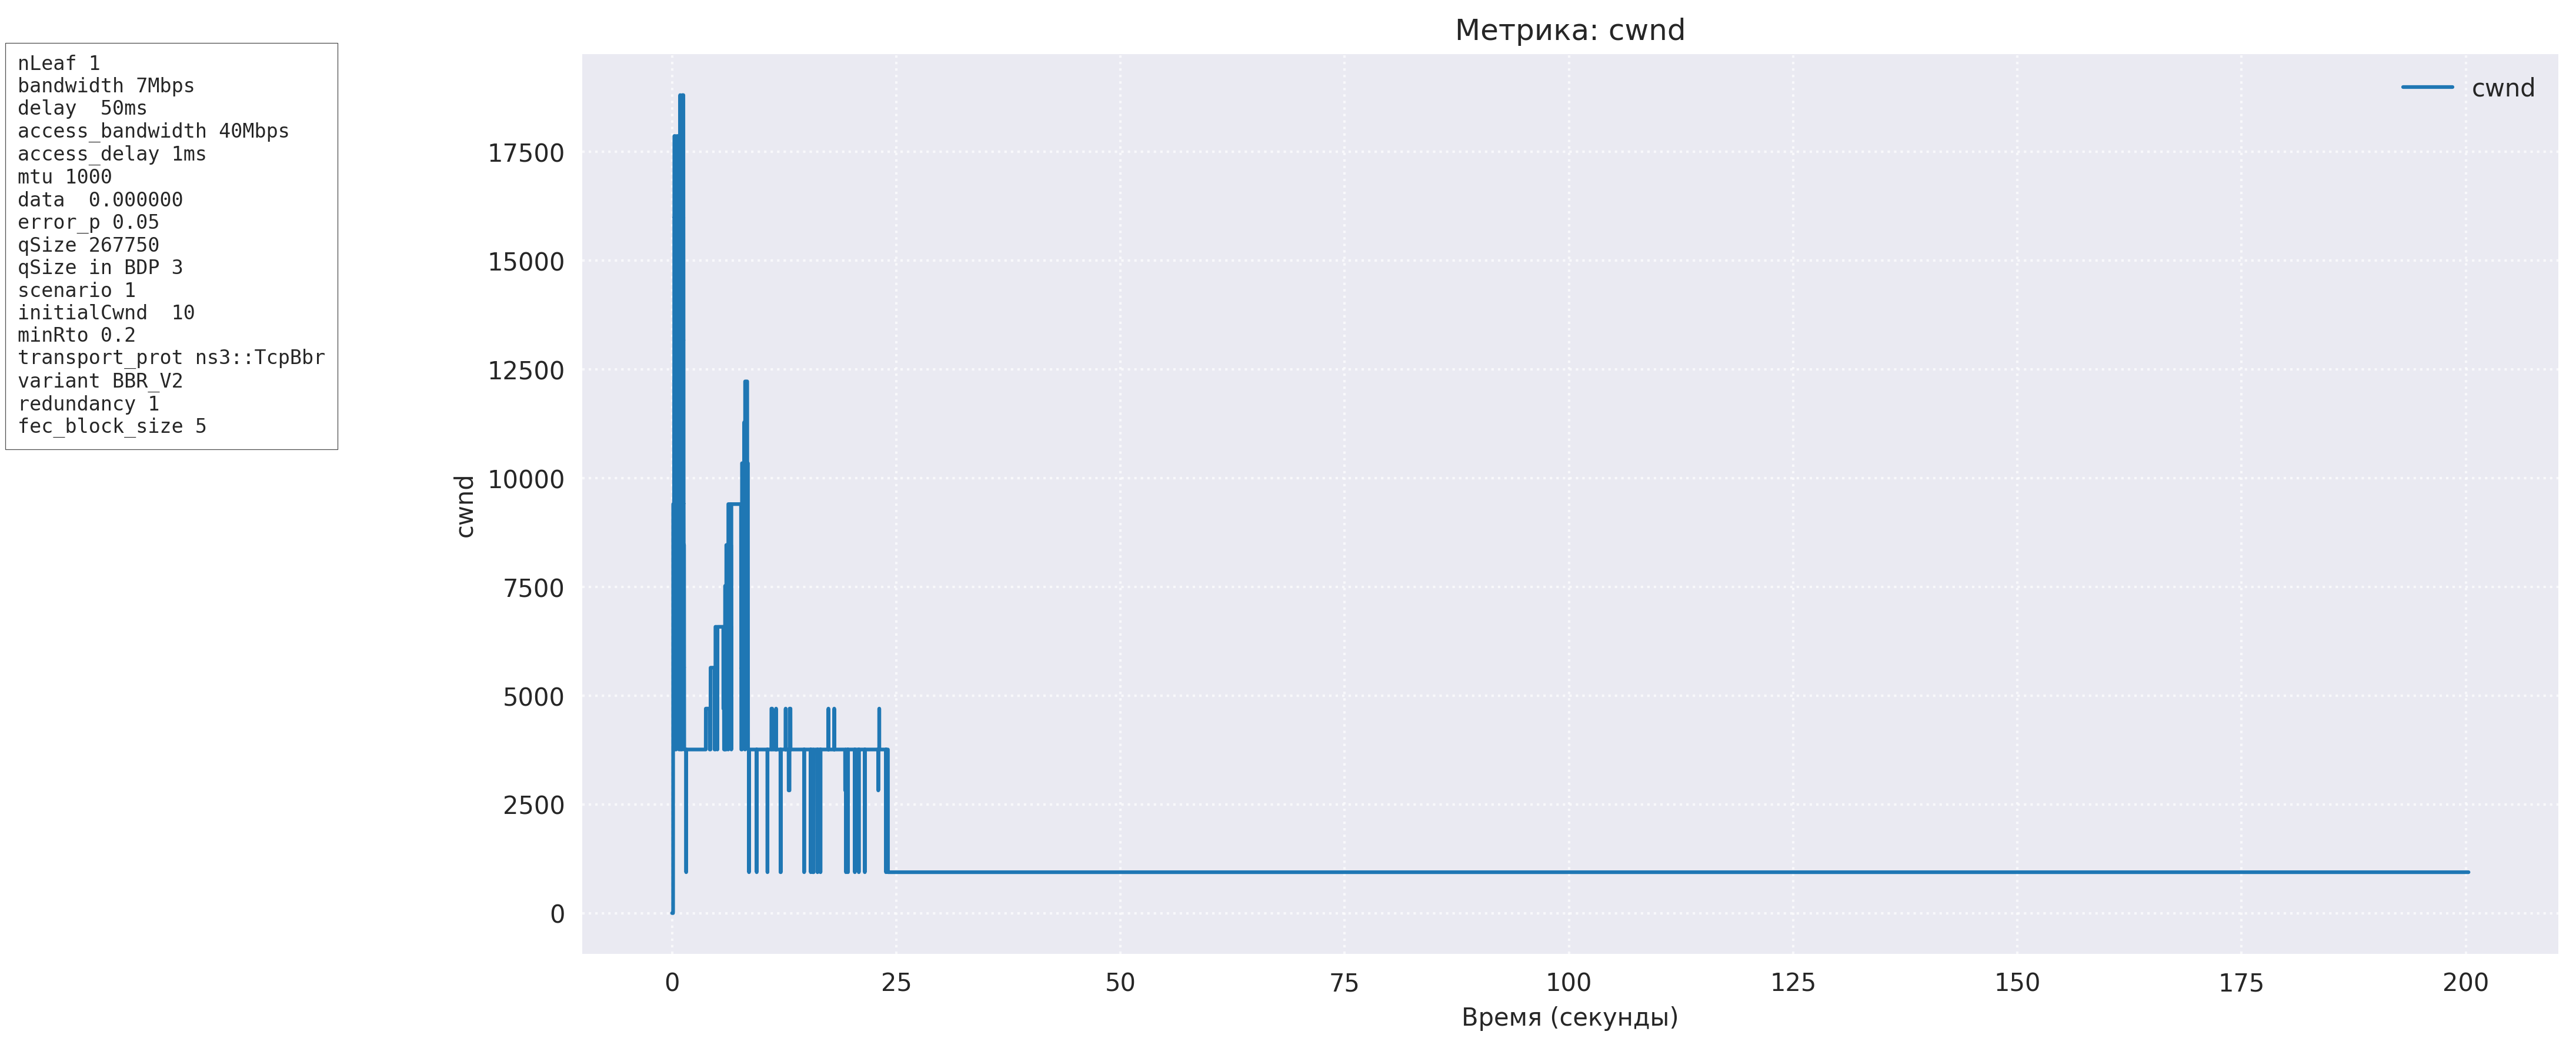 Метрика: cwnd
nLeaf 1
bandwidth 7Mbps
delay  50ms
access_bandwidth 40Mbps
access_delay 1ms
mtu 1000
data  0.000000
error_p 0.05
qSize 267750
qSize in BDP 3
scenario 1
initialCwnd  10
minRto 0.2
transport_prot ns3::TcpBbr
variant BBR_V2
redundancy 1
fec_block_size 5
cwnd
cwnd
17500
15000
12500
10000
7500
5000
2500
0
0 25 50 75 100 125 150 175 200
Время (секунды)